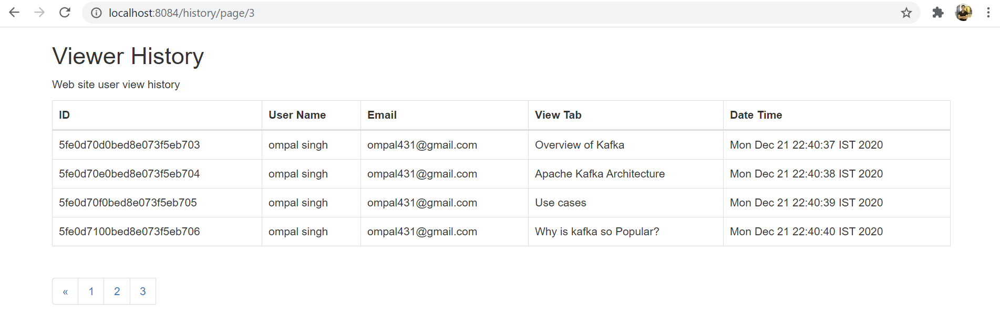 localhost:8084/history/page/3
Viewer History
Web site user view history
ID User Name Email View Tab Date Time
5fe0d70d0bed8e073f5eb703 ompal singh ompal431@gmail.com Overview of Kafka Mon Dec 21 22:40:37 IST 2020
5fe0d70e0bed8e073f5eb704 ompal singh ompal431@gmail.com Apache Kafka Architecture Mon Dec 21 22:40:38 IST 2020
5fe0d70f0bed8e073f5eb705 ompal singh ompal431@gmail.com Use cases Mon Dec 21 22:40:39 IST 2020
5fe0d7100bed8e073f5eb706 ompal singh ompal431@gmail.com Why is kafka so Popular? Mon Dec 21 22:40:40 IST 2020
« 1 2 3